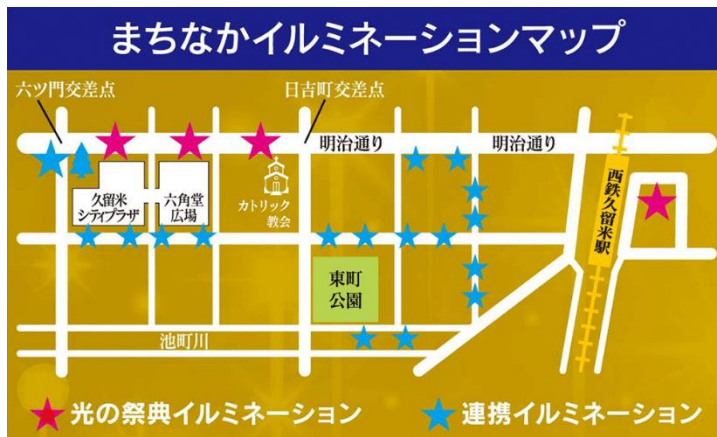 まちなかイルミネーションマップ
六ツ門交差点
日吉町交差点
明治通り
明治通り
久留米
シティプラザ
六角堂
広場
カトリック
教会
西鉄久留米駅
東町
公園
池町川
光の祭典イルミネーション
連携イルミネーション